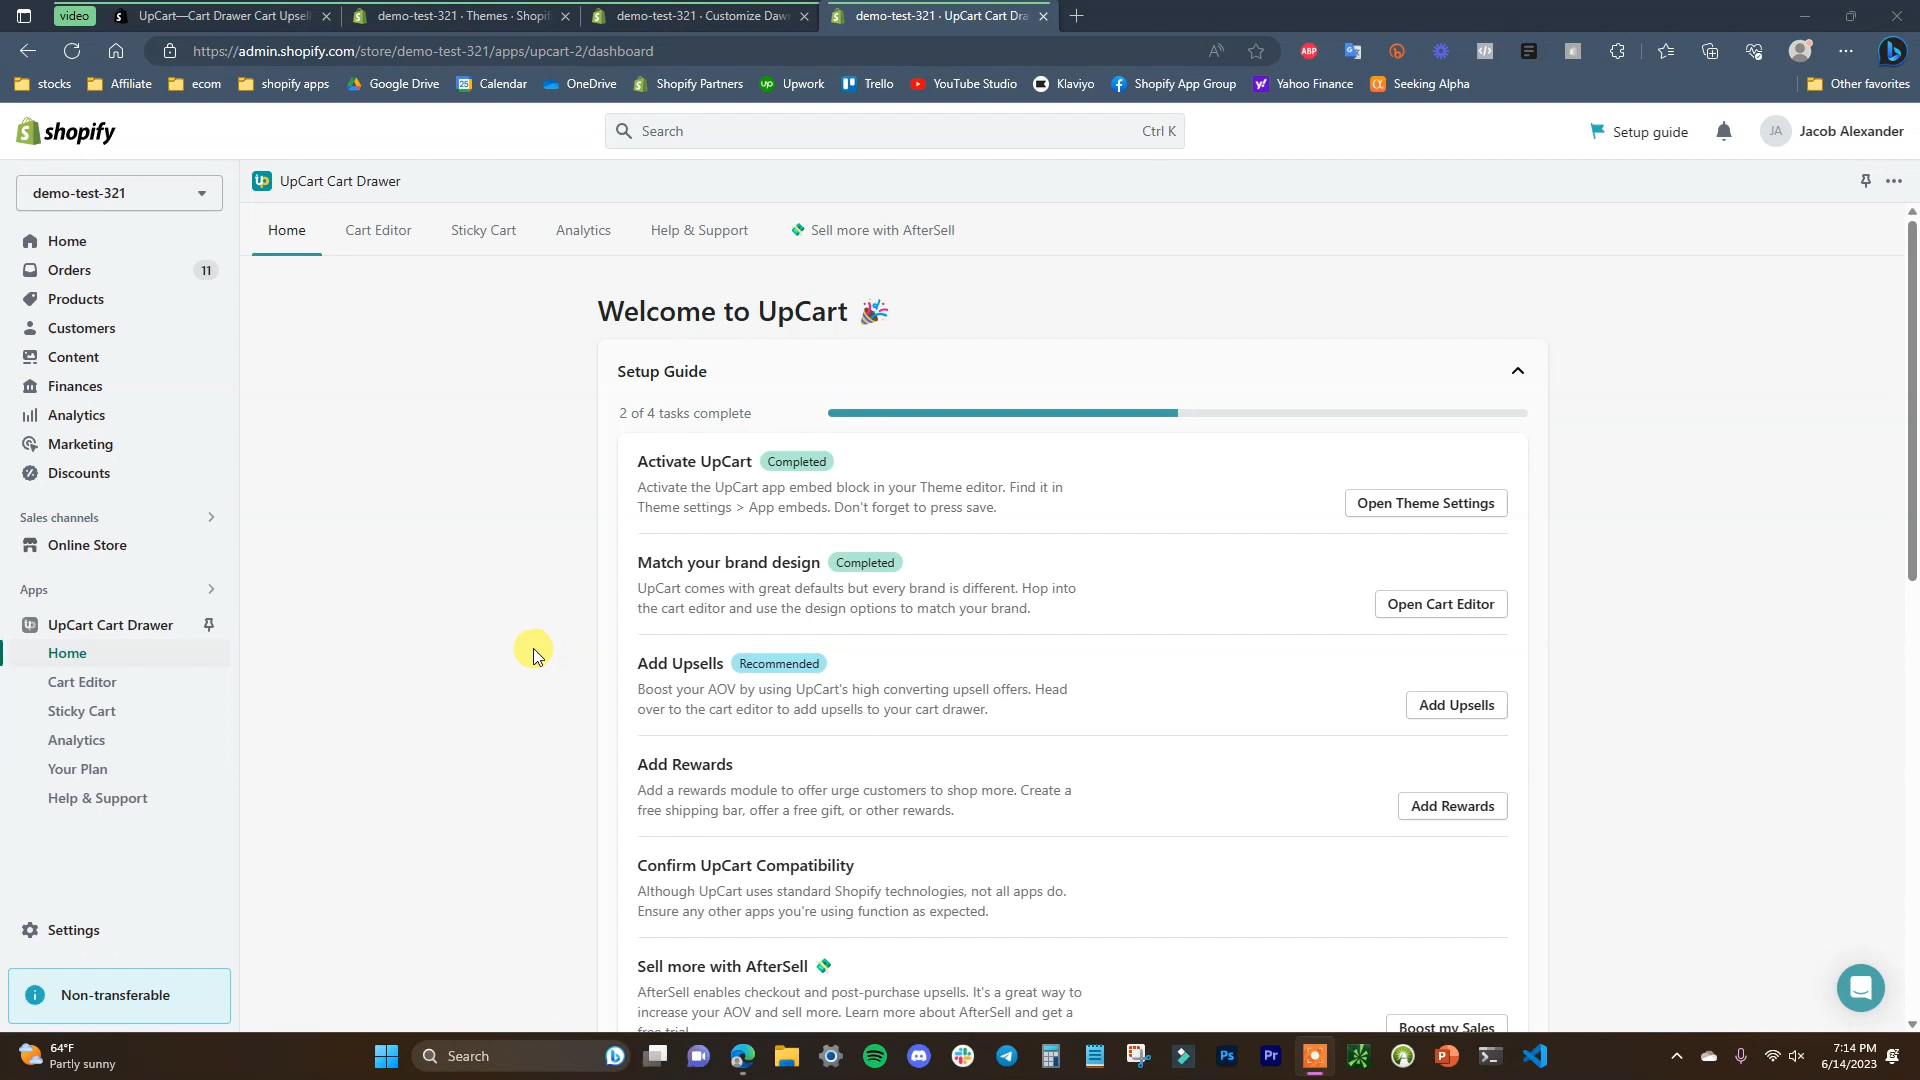 video
UpCart—Cart Drawer Cart Upsell
demo-test-321 · Themes · Shopif
demo-test-321 · Customize Dawn
demo-test-321 · UpCart Cart Dra
https://admin.shopify.com/store/demo-test-321/apps/upcart-2/dashboard
ABP
stocks
Affiliate
ecom
shopify apps
Google Drive
Calendar
OneDrive
Shopify Partners
Upwork
Trello
YouTube Studio
Klaviyo
Shopify App Group
Yahoo Finance
Seeking Alpha
Other favorites
shopify
Search
Ctrl K
Setup guide
JA
Jacob Alexander
demo-test-321
UpCart Cart Drawer
Home
Cart Editor
Sticky Cart
Analytics
Help & Support
Sell more with AfterSell
Home
Orders
11
Products
Customers
Content
Finances
Analytics
Marketing
Discounts
Sales channels
Online Store
Apps
UpCart Cart Drawer
Home
Cart Editor
Sticky Cart
Analytics
Your Plan
Help & Support
Settings
Non-transferable
Welcome to UpCart
Setup Guide
2 of 4 tasks complete
Activate UpCart
Completed
Activate the UpCart app embed block in your Theme editor. Find it in
Theme settings > App embeds. Don't forget to press save.
Open Theme Settings
Match your brand design
Completed
UpCart comes with great defaults but every brand is different. Hop into
the cart editor and use the design options to match your brand.
Open Cart Editor
Add Upsells
Recommended
Boost your AOV by using UpCart's high converting upsell offers. Head
over to the cart editor to add upsells to your cart drawer.
Add Upsells
Add Rewards
Add a rewards module to offer urge customers to shop more. Create a
free shipping bar, offer a free gift, or other rewards.
Add Rewards
Confirm UpCart Compatibility
Although UpCart uses standard Shopify technologies, not all apps do.
Ensure any other apps you're using function as expected.
Sell more with AfterSell
AfterSell enables checkout and post-purchase upsells. It's a great way to
increase your AOV and sell more. Learn more about AfterSell and get a
free trial
Boost my Sales
64°F
Partly sunny
Search
Ps
Pr
7:14 PM
6/14/2023